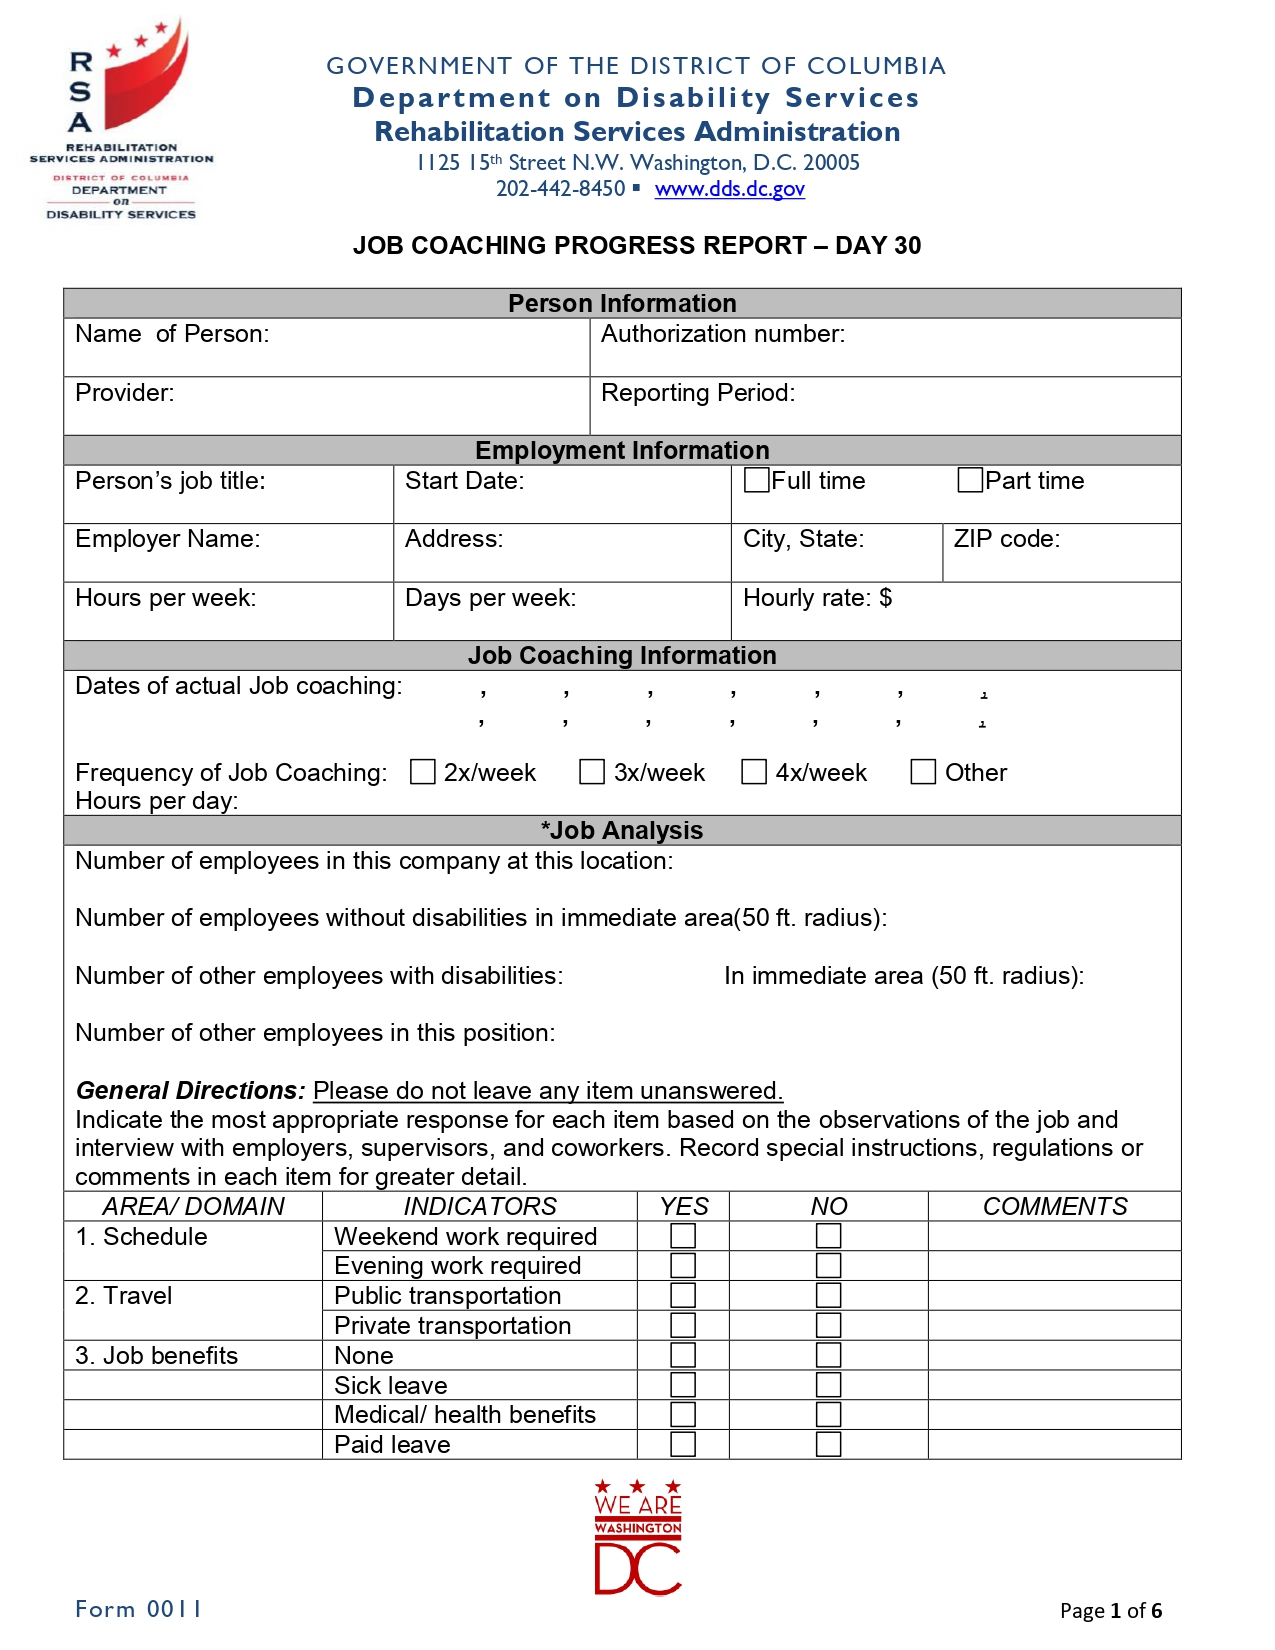 R
S
A
REHABILITATION
SERVICES ADMINISTRATION
DISTRICT OF COLUMBIA
DEPARTMENT
on
DISABILITY SERVICES
GOVERNMENT OF THE DISTRICT OF COLUMBIA
Department on Disability Services
Rehabilitation Services Administration
1125 15th Street N.W. Washington, D.C. 20005
202-442-8450 ▪ www.dds.dc.gov
JOB COACHING PROGRESS REPORT – DAY 30
Person Information
Name  of Person: Authorization number:
Provider: Reporting Period:
Employment Information
Person’s job title: Start Date: ☐Full time ☐Part time
Employer Name: Address: City, State: ZIP code:
Hours per week: Days per week: Hourly rate: $
Job Coaching Information
Dates of actual Job coaching: , , , , , , ,
, , , , , , ,
Frequency of Job Coaching: ☐ 2x/week ☐ 3x/week ☐ 4x/week ☐ Other
Hours per day:
*Job Analysis
Number of employees in this company at this location:
Number of employees without disabilities in immediate area(50 ft. radius):
Number of other employees with disabilities: In immediate area (50 ft. radius):
Number of other employees in this position:
General Directions: Please do not leave any item unanswered.
Indicate the most appropriate response for each item based on the observations of the job and
interview with employers, supervisors, and coworkers. Record special instructions, regulations or
comments in each item for greater detail.
AREA/ DOMAIN INDICATORS YES NO COMMENTS
1. Schedule Weekend work required ☐ ☐
Evening work required ☐ ☐
2. Travel Public transportation ☐ ☐
Private transportation ☐ ☐
3. Job benefits None ☐ ☐
Sick leave ☐ ☐
Medical/ health benefits ☐ ☐
Paid leave ☐ ☐
WE ARE
WASHINGTON
DC
Form 0011 Page 1 of 6